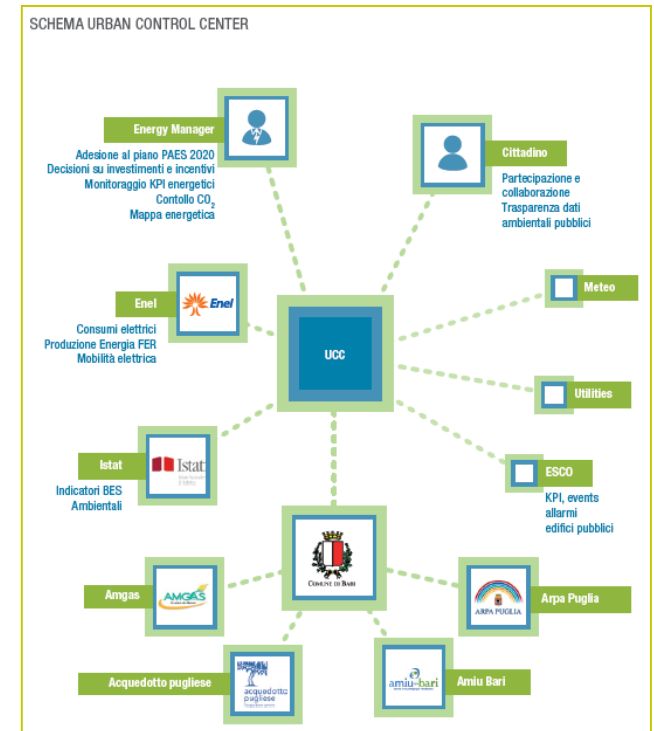 SCHEMA URBAN CONTROL CENTER
Energy Manager
Adesione al piano PAES 2020
Decisioni su investimenti e incentivi
Monitoraggio KPI energetici
Contollo CO2
Mappa energetica
Cittadino
Partecipazione e
collaborazione
Trasparenza dati
ambientali pubblici
Enel
Enel
Consumi elettrici
Produzione Energia FER
Mobilità elettrica
Meteo
UCC
Utilities
Istat
Istat
Indicatori BES
Ambientali
ESCO
KPI, events
allarmi
edifici pubblici
COMUNE DI BARI
Amgas
AMGAS
ARPA PUGLIA
Arpa Puglia
Acquedotto pugliese
acquedotto
pugliese
amiu bari
Amiu Bari